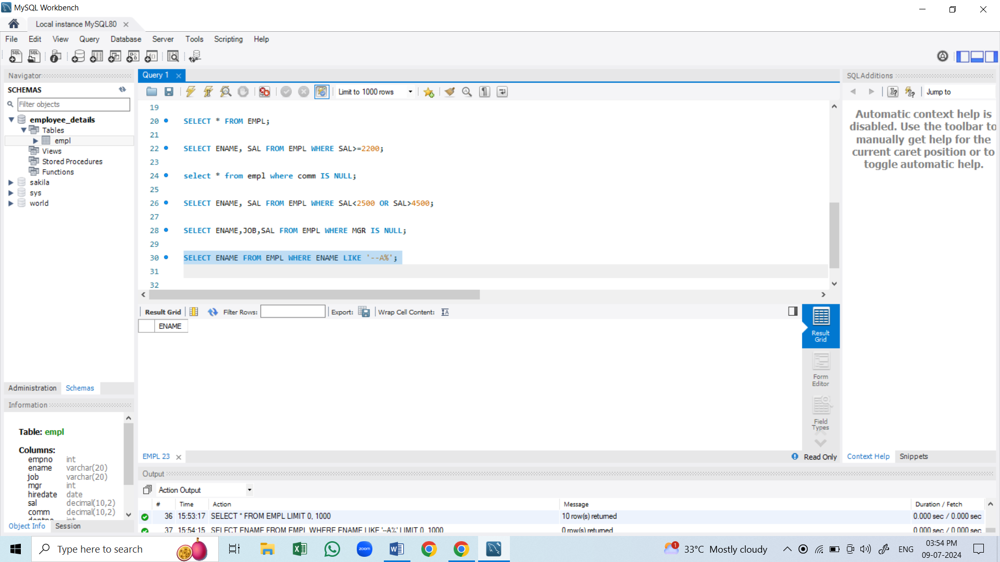 MySQL Workbench
Local instance MySQL80
File Edit View Query Database Server Tools Scripting Help
Navigator
SCHEMAS
Filter objects
employee_details
Tables
empl
Views
Stored Procedures
Functions
sakila
sys
world
Administration Schemas
Information
Table: empl
Columns:
empno int
ename varchar(20)
job varchar(20)
mgr int
hiredate date
sal decimal(10,2)
comm decimal(10,2)
Object Info Session
Query 1
Limit to 1000 rows
19
20 SELECT * FROM EMPL;
21
22 SELECT ENAME, SAL FROM EMPL WHERE SAL>=2200;
23
24 select * from empl where comm IS NULL;
25
26 SELECT ENAME, SAL FROM EMPL WHERE SAL<2500 OR SAL>4500;
27
28 SELECT ENAME,JOB,SAL FROM EMPL WHERE MGR IS NULL;
29
30 SELECT ENAME FROM EMPL WHERE ENAME LIKE '--A%';
31
32
Result Grid Filter Rows: Export: Wrap Cell Content:
ENAME
Result
Grid
Form
Editor
Field
Types
EMPL 23
Read Only
SQLAdditions
Jump to
Automatic context help is
disabled. Use the toolbar to
manually get help for the
current caret position or to
toggle automatic help.
Context Help Snippets
Output
Action Output
# Time Action Message Duration / Fetch
36 15:53:17 SELECT * FROM EMPL LIMIT 0, 1000 10 row(s) returned 0.000 sec / 0.000 sec
37 15:54:15 SELECT ENAME FROM EMPL WHERE ENAME LIKE '--A%' LIMIT 0, 1000 0 row(s) returned 0.000 sec / 0.000 sec
Type here to search
zoom
1
33°C Mostly cloudy
ENG
03:54 PM
09-07-2024